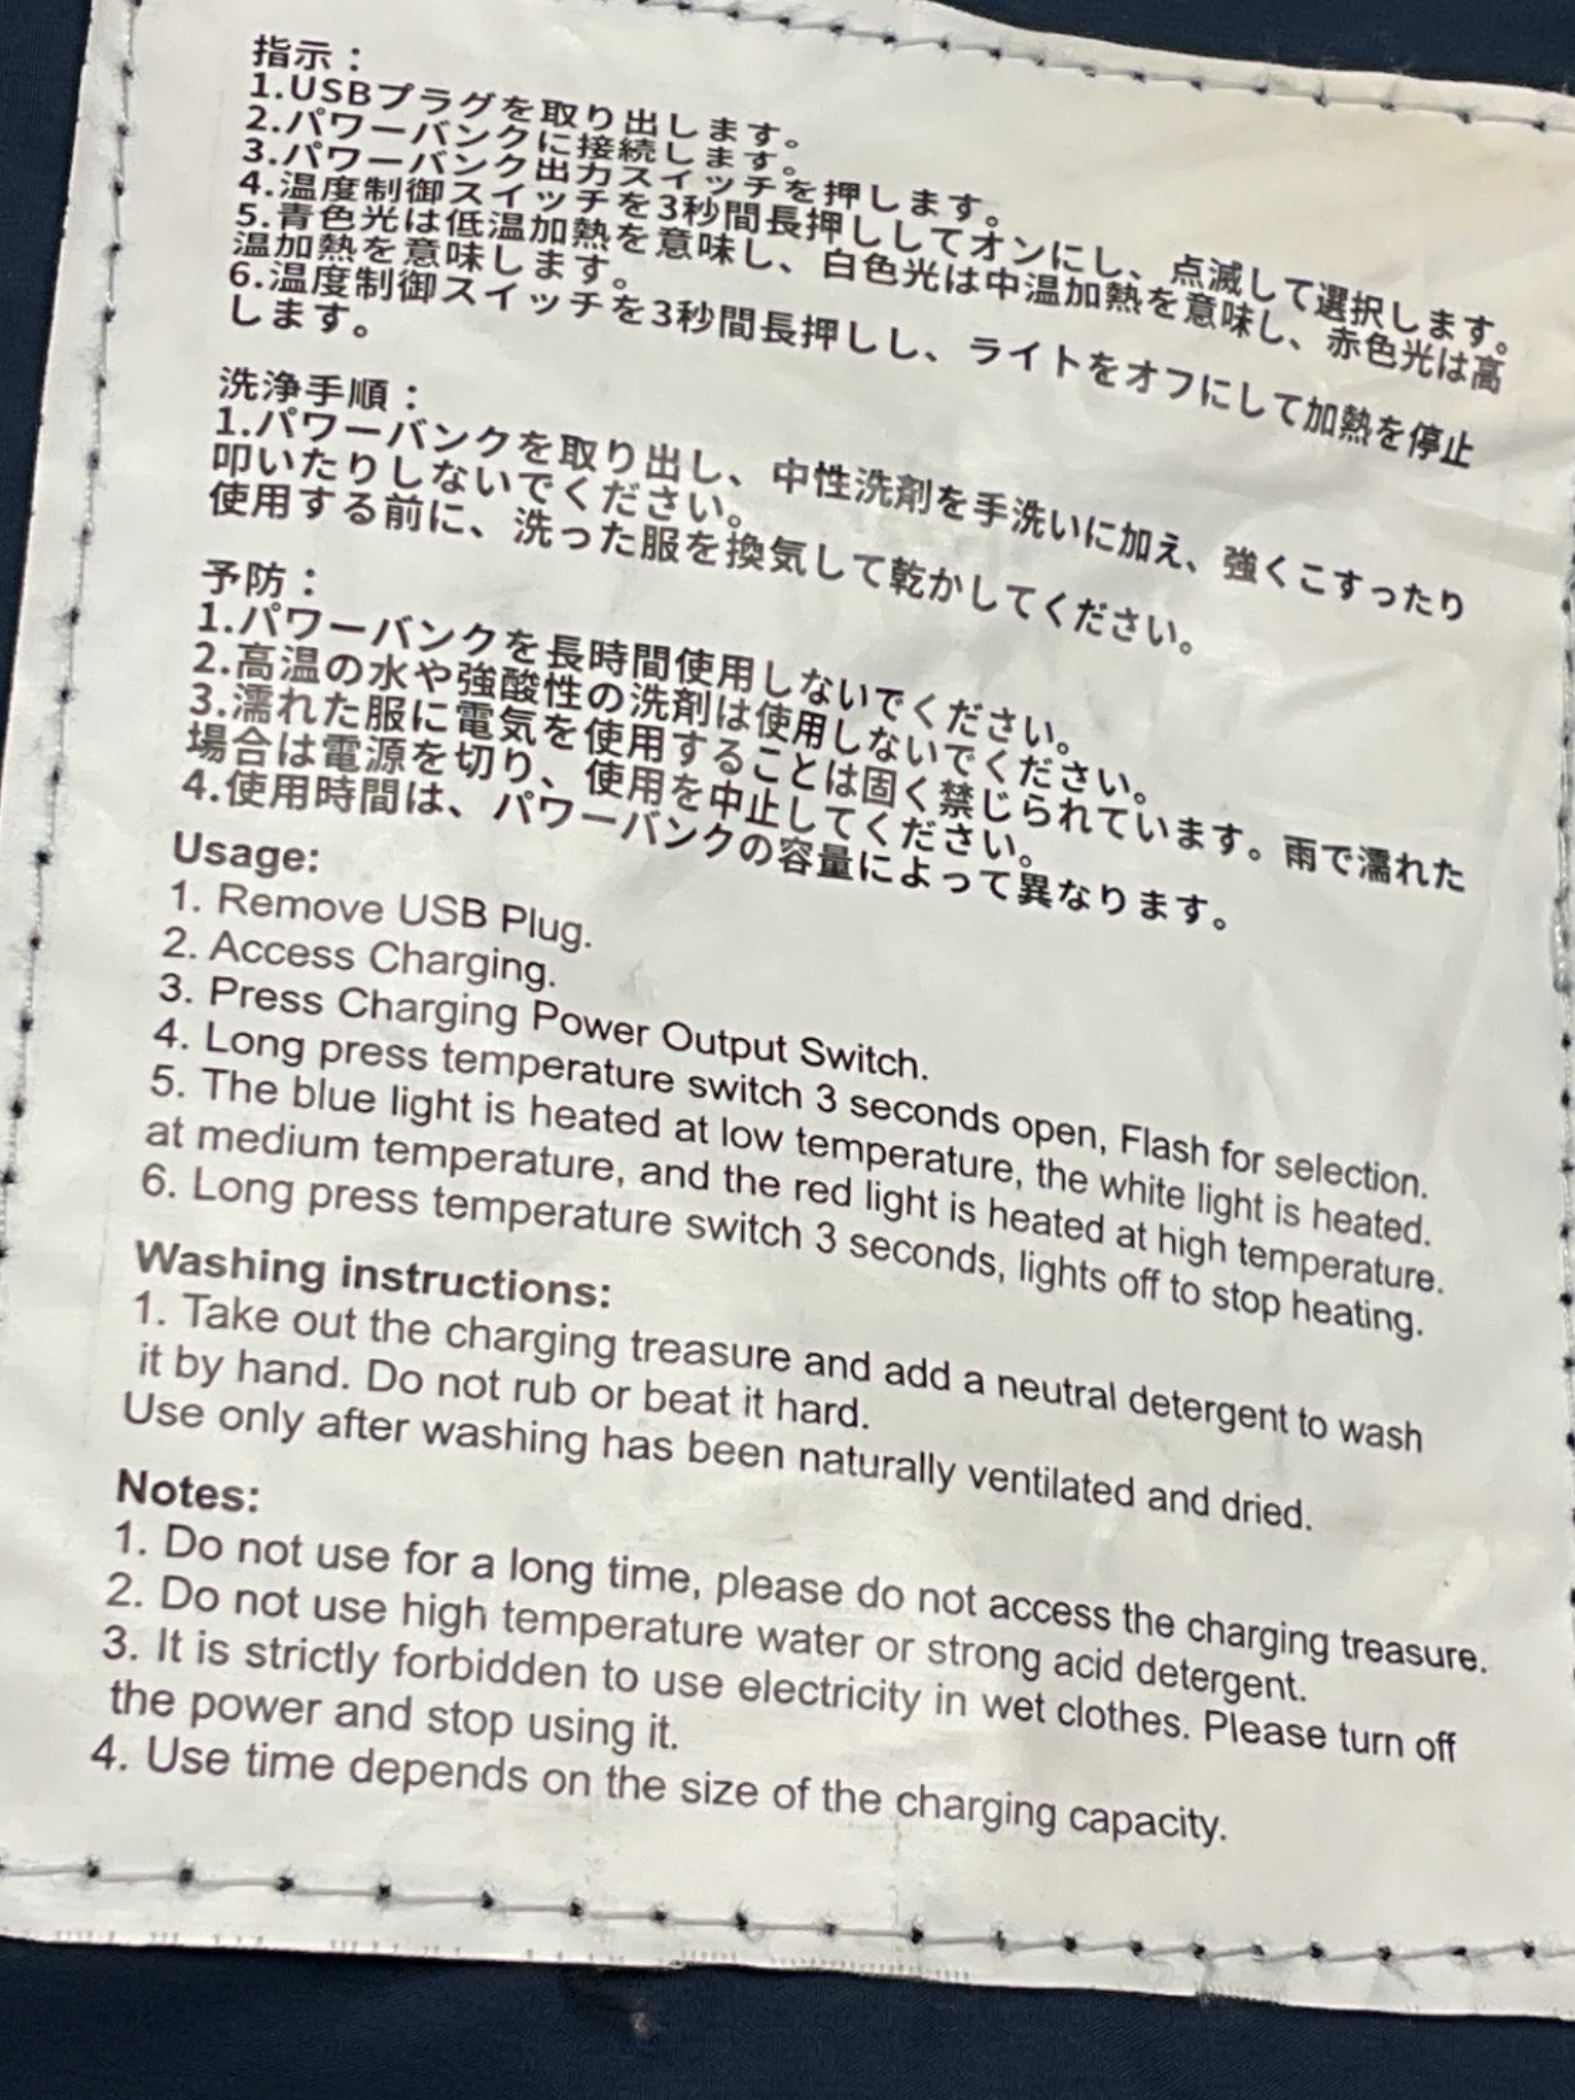 指示：
1.USBプラグを取り出します。
2.パワーバンクに接続します。
3.パワーバンク出力スイッチを押します。
4.温度制御スイッチを3秒間長押ししてオンにし、点滅して選択します。
5.青色光は低温加熱を意味し、白色光は中温加熱を意味し、赤色光は高
温加熱を意味します。
6.温度制御スイッチを3秒間長押しし、ライトをオフにして加熱を停止
します。
洗浄手順：
1.パワーバンクを取り出し、中性洗剤を手洗いに加え、強くこすったり
叩いたりしないでください。
使用する前に、洗った服を換気して乾かしてください。
予防：
1.パワーバンクを長時間使用しないでください。
2.高温の水や強酸性の洗剤は使用しないでください。
3.濡れた服に電気を使用することは固く禁じられています。雨で濡れた
場合は電源を切り、使用を中止してください。
4.使用時間は、パワーバンクの容量によって異なります。
Usage:
1. Remove USB Plug.
2. Access Charging.
3. Press Charging Power Output Switch.
4. Long press temperature switch 3 seconds open, Flash for selection.
5. The blue light is heated at low temperature, the white light is heated.
at medium temperature, and the red light is heated at high temperature.
6. Long press temperature switch 3 seconds, lights off to stop heating.
Washing instructions:
1. Take out the charging treasure and add a neutral detergent to wash
it by hand. Do not rub or beat it hard.
Use only after washing has been naturally ventilated and dried.
Notes:
1. Do not use for a long time, please do not access the charging treasure.
2. Do not use high temperature water or strong acid detergent.
3. It is strictly forbidden to use electricity in wet clothes. Please turn off
the power and stop using it.
4. Use time depends on the size of the charging capacity.